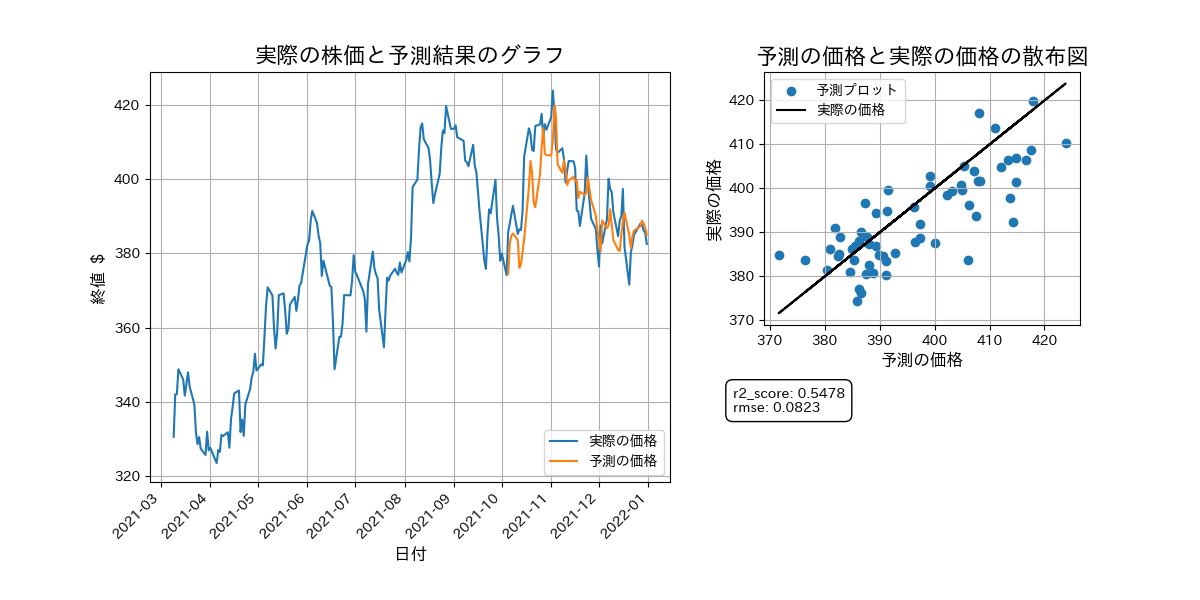 実際の株価と予測結果のグラフ
終値 $
420
400
380
360
340
320
実際の価格
予測の価格
2021-03
2021-04
2021-05
2021-06
2021-07
2021-08
2021-09
2021-10
2021-11
2021-12
2022-01
日付
予測の価格と実際の価格の散布図
予測プロット
実際の価格
実際の価格
420
410
400
390
380
370
370
380
390
400
410
420
予測の価格
r2_score: 0.5478
rmse: 0.0823